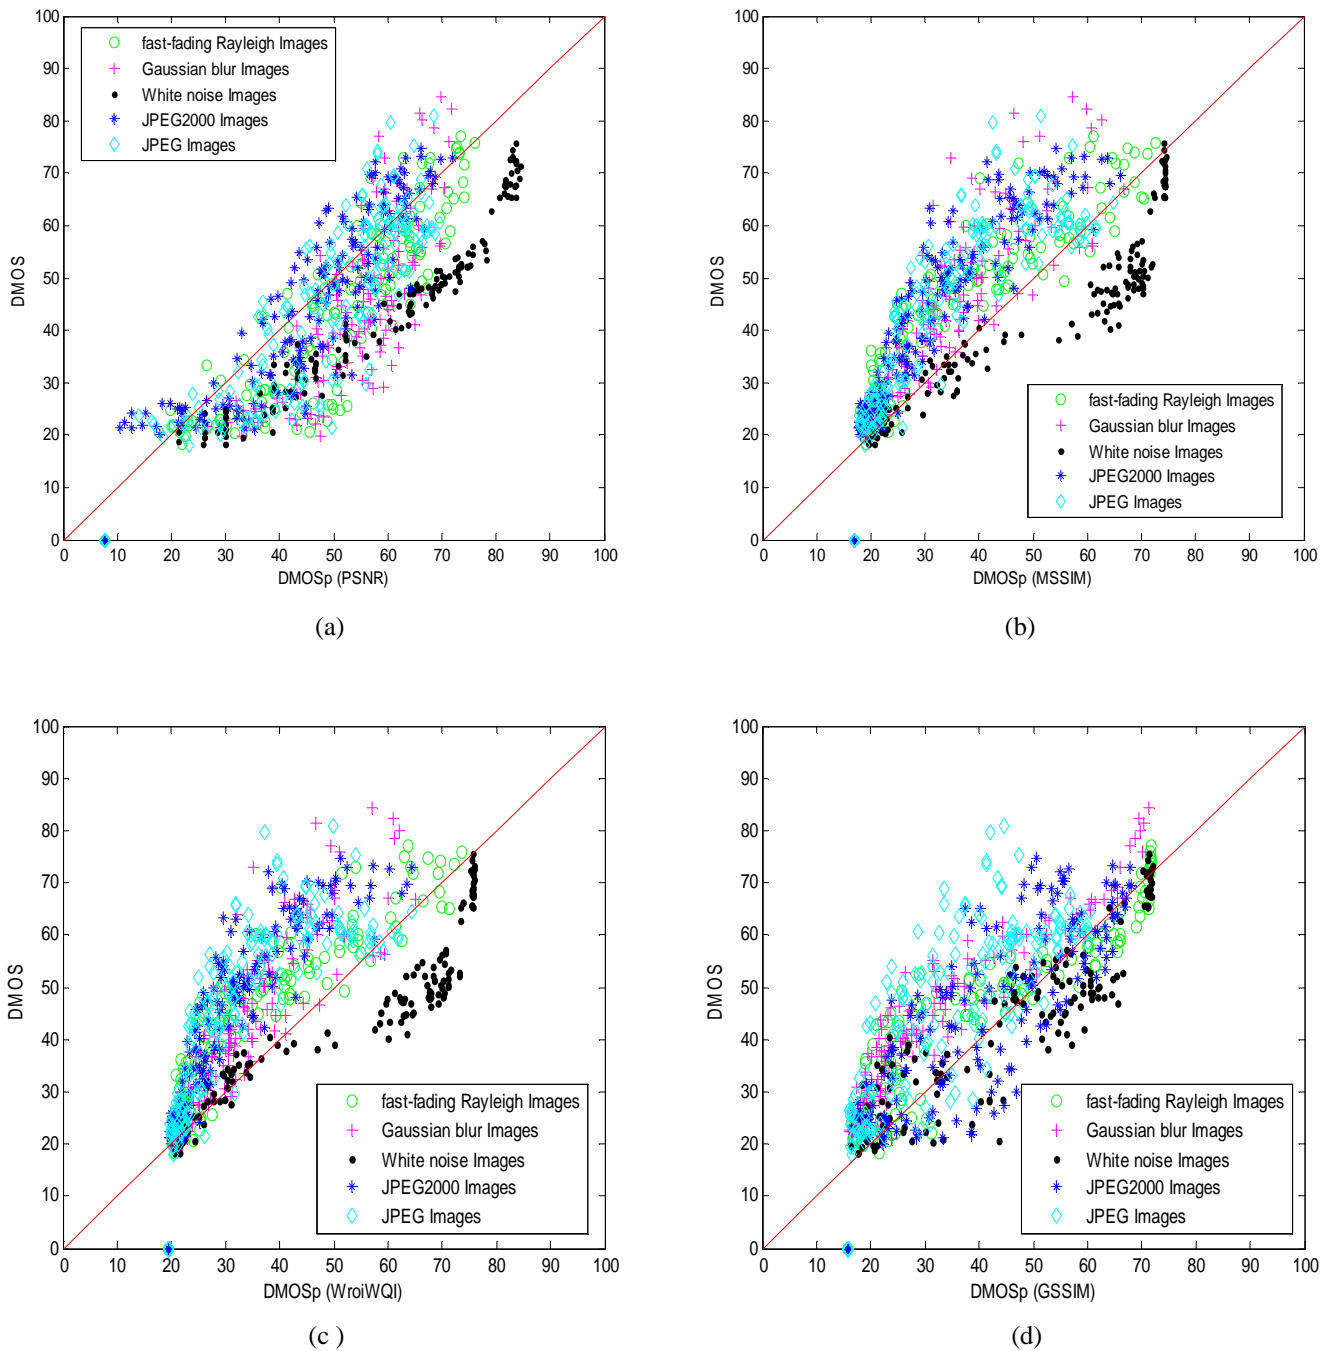 100
90
80
70
60
50
40
30
20
10
0
DMOS
fast-fading Rayleigh Images
Gaussian blur Images
White noise Images
JPEG2000 Images
JPEG Images
0 10 20 30 40 50 60 70 80 90 100
DMOSp (PSNR)
(a)
100
90
80
70
60
50
40
30
20
10
0
DMOS
fast-fading Rayleigh Images
Gaussian blur Images
White noise Images
JPEG2000 Images
JPEG Images
0 10 20 30 40 50 60 70 80 90 100
DMOSp (MSSIM)
(b)
100
90
80
70
60
50
40
30
20
10
0
DMOS
fast-fading Rayleigh Images
Gaussian blur Images
White noise Images
JPEG2000 Images
JPEG Images
0 10 20 30 40 50 60 70 80 90 100
DMOSp (WroiWQI)
(c )
100
90
80
70
60
50
40
30
20
10
0
DMOS
fast-fading Rayleigh Images
Gaussian blur Images
White noise Images
JPEG2000 Images
JPEG Images
0 10 20 30 40 50 60 70 80 90 100
DMOSp (GSSIM)
(d)